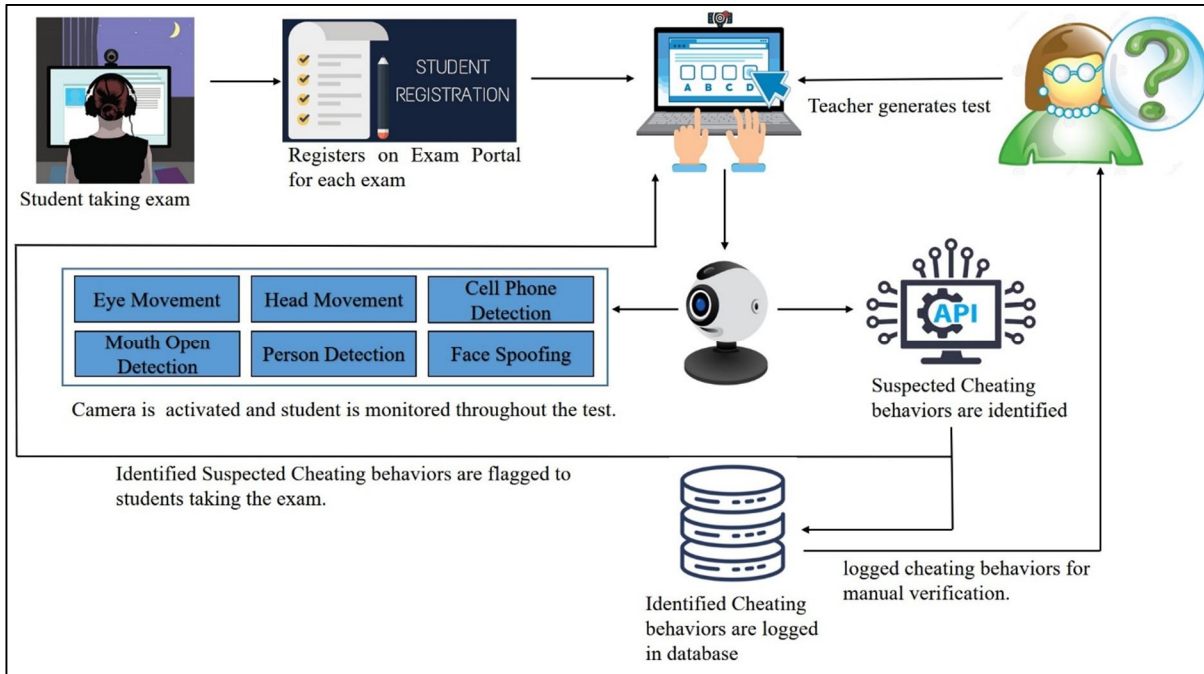 STUDENT
REGISTRATION
A B C D
Teacher generates test
Registers on Exam Portal
for each exam
Student taking exam
Eye Movement
Head Movement
Cell Phone
Detection
Mouth Open
Detection
Person Detection
Face Spoofing
API
Camera is activated and student is monitored throughout the test.
Suspected Cheating
behaviors are identified
Identified Suspected Cheating behaviors are flagged to
students taking the exam.
logged cheating behaviors for
manual verification.
Identified Cheating
behaviors are logged
in database